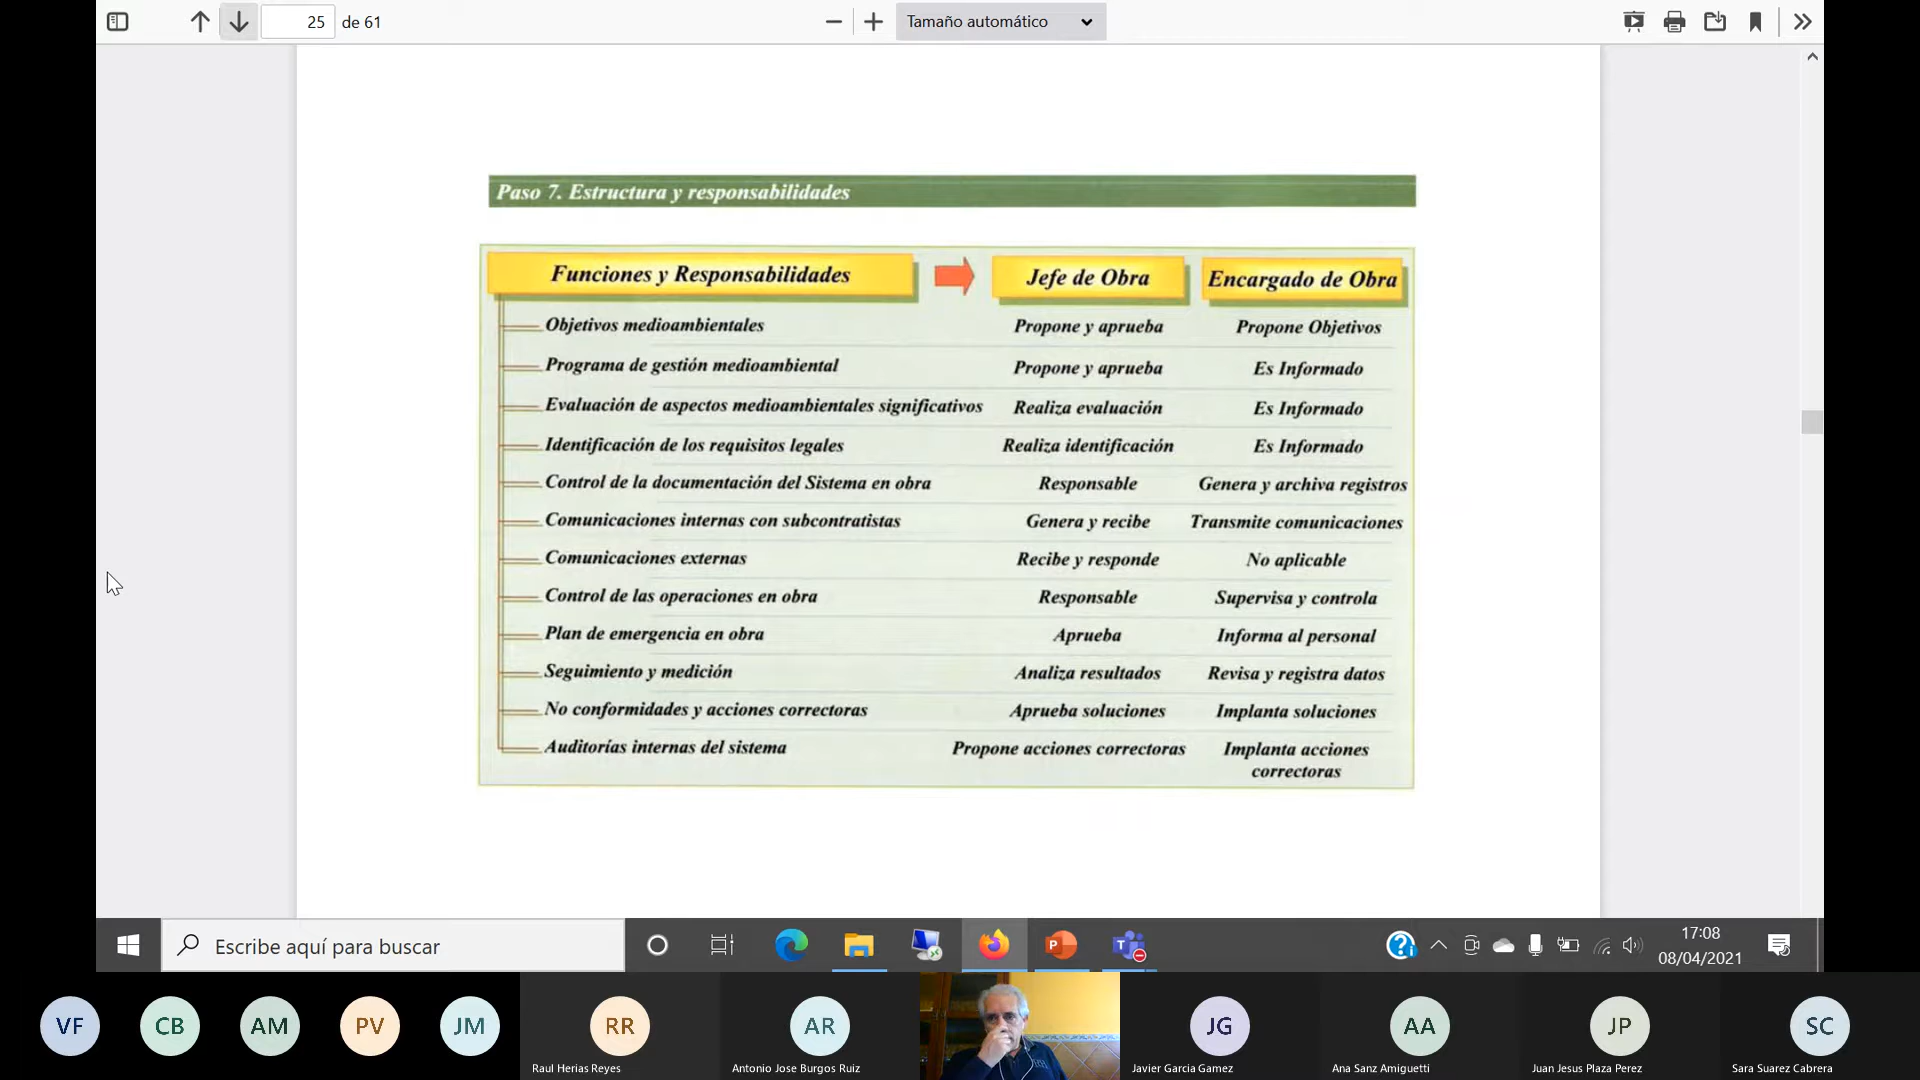 25 de 61
Tamaño automático
Paso 7. Estructura y responsabilidades
Funciones y Responsabilidades Jefe de Obra Encargado de Obra
Objetivos medioambientales Propone y aprueba Propone Objetivos
Programa de gestión medioambiental Propone y aprueba Es Informado
Evaluación de aspectos medioambientales significativos Realiza evaluación Es Informado
Identificación de los requisitos legales Realiza identificación Es Informado
Control de la documentación del Sistema en obra Responsable Genera y archiva registros
Comunicaciones internas con subcontratistas Genera y recibe Transmite comunicaciones
Comunicaciones externas Recibe y responde No aplicable
Control de las operaciones en obra Responsable Supervisa y controla
Plan de emergencia en obra Aprueba Informa al personal
Seguimiento y medición Analiza resultados Revisa y registra datos
No conformidades y acciones correctoras Aprueba soluciones Implanta soluciones
Auditorías internas del sistema Propone acciones correctoras Implanta acciones
correctoras
Escribe aquí para buscar
17:08
08/04/2021
VF CB AM PV JM RR AR JG AA JP SC
Raul Herias Reyes Antonio Jose Burgos Ruiz Javier Garcia Gamez Ana Sanz Amiguetti Juan Jesus Plaza Perez Sara Suarez Cabrera